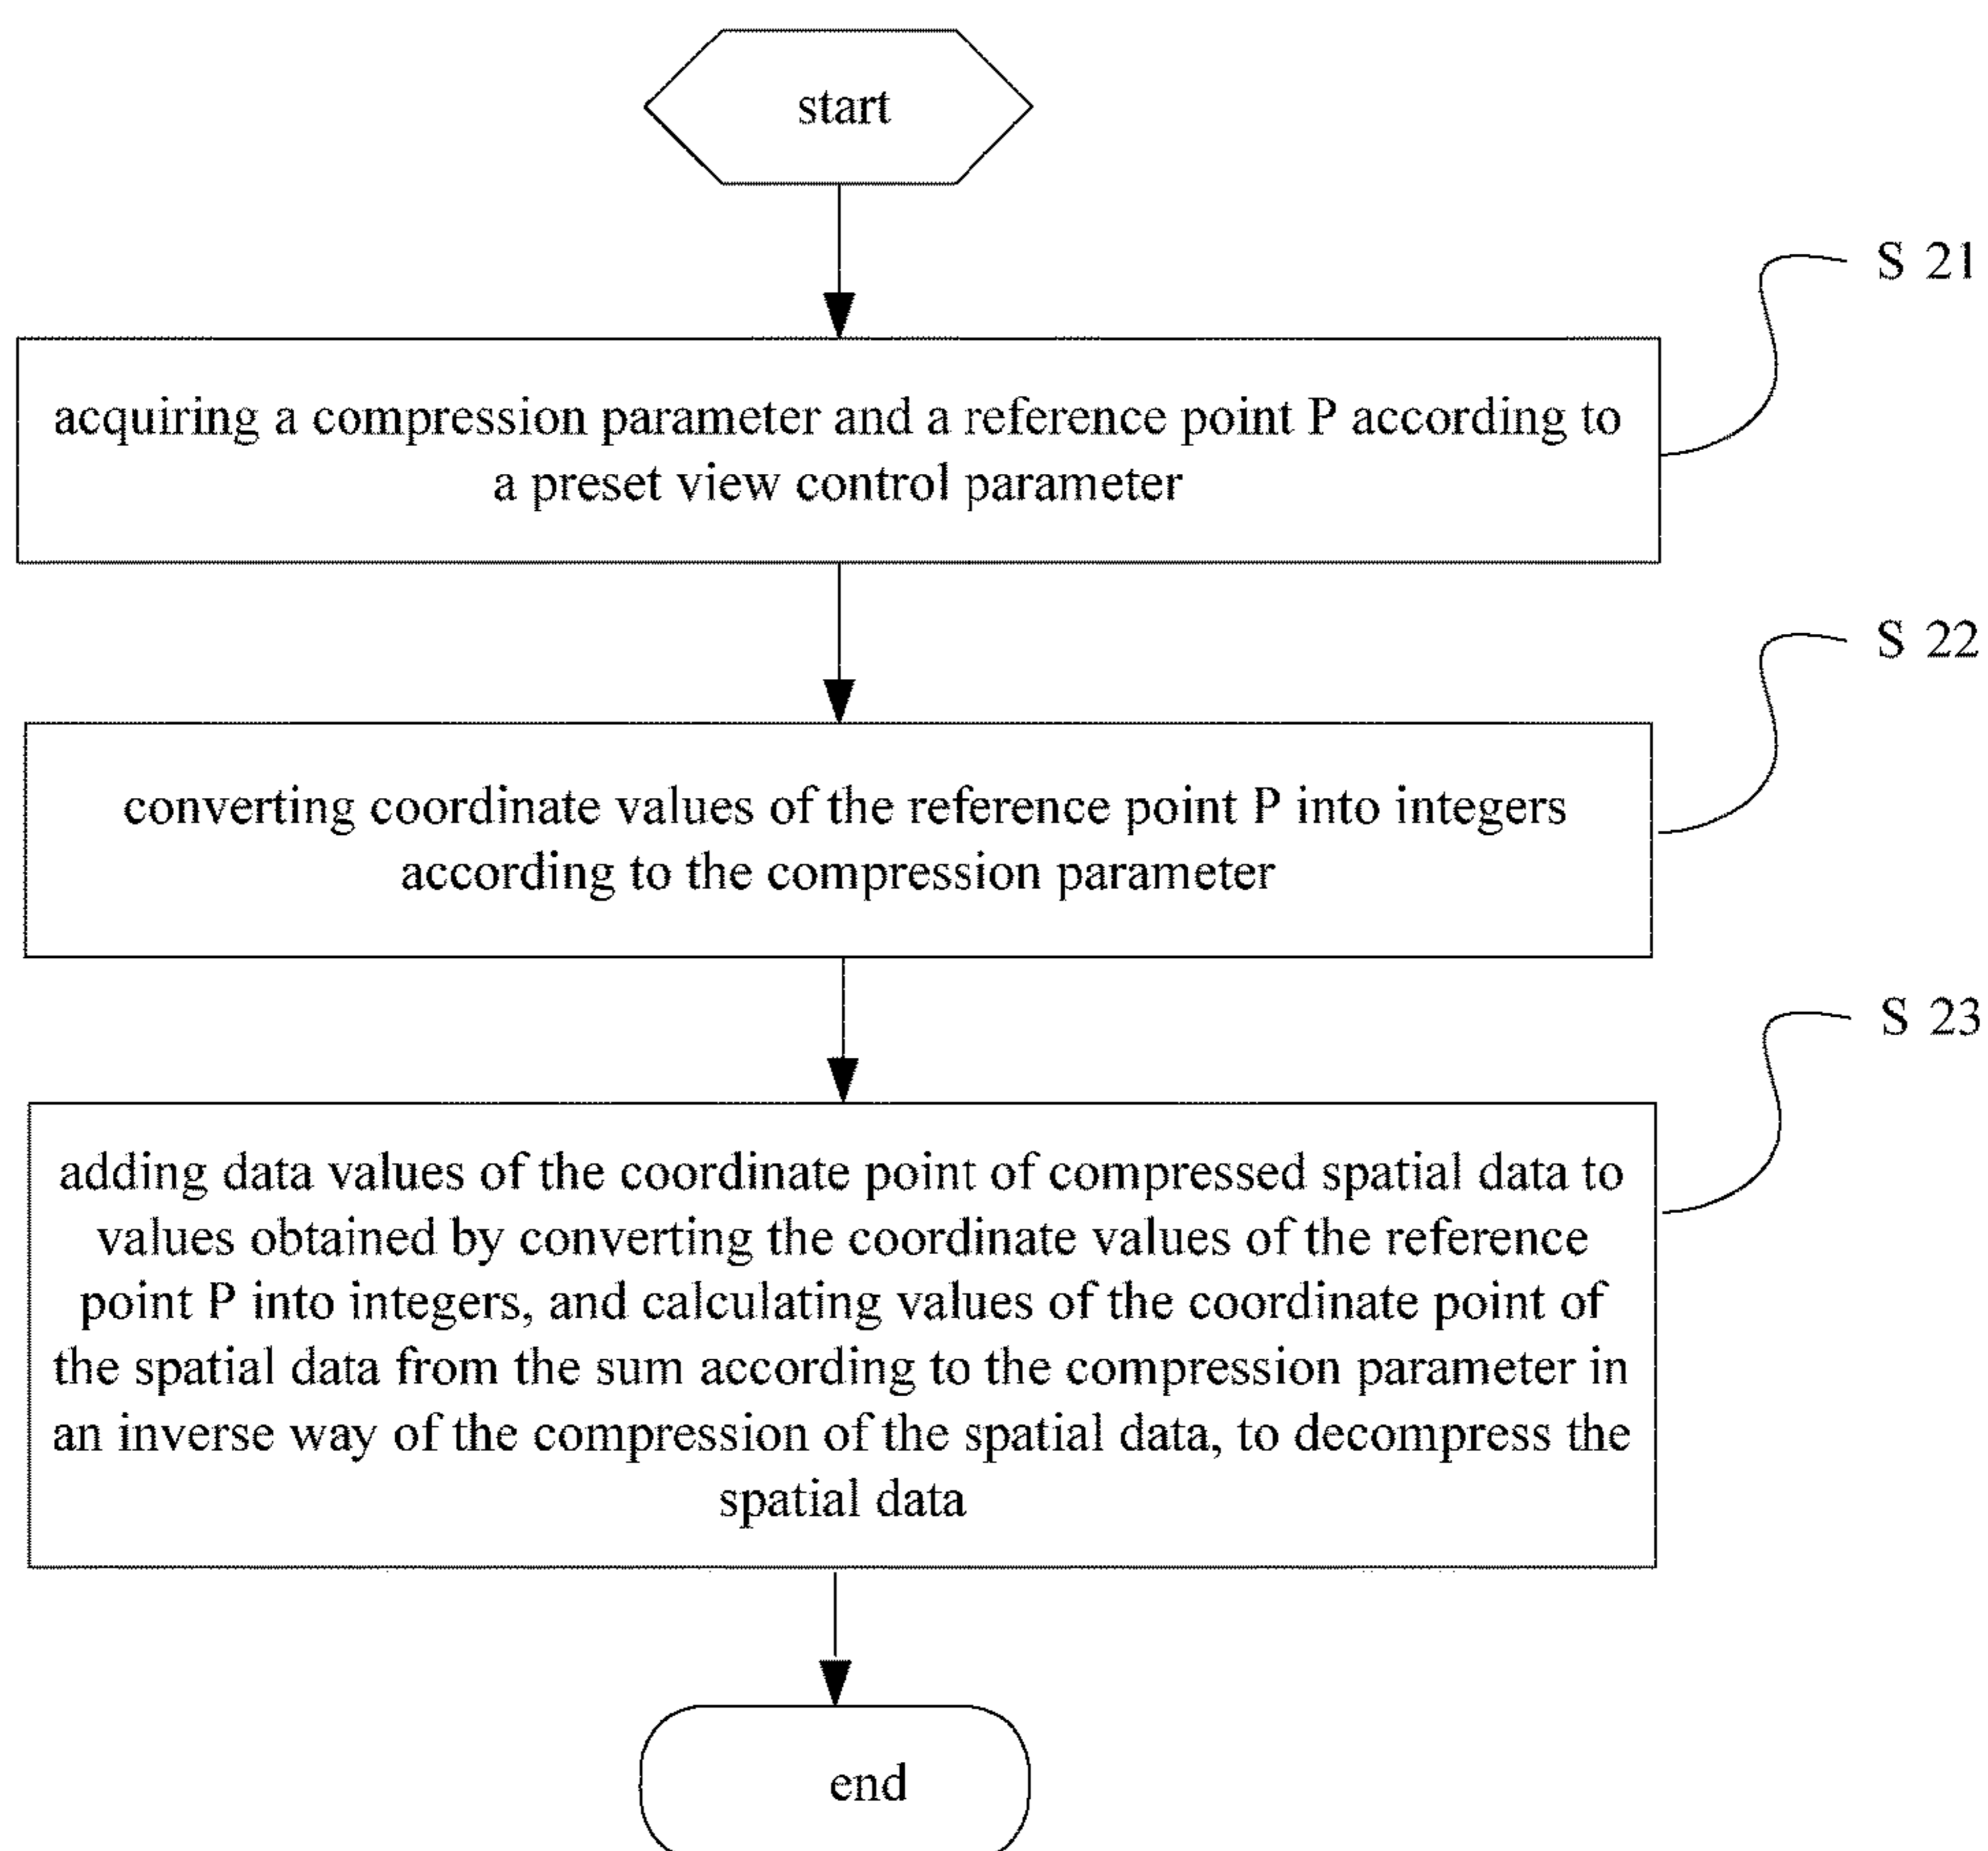 start
S 21
acquiring a compression parameter and a reference point P according to
a preset view control parameter
S 22
converting coordinate values of the reference point P into integers
according to the compression parameter
S 23
adding data values of the coordinate point of compressed spatial data to
values obtained by converting the coordinate values of the reference
point P into integers, and calculating values of the coordinate point of
the spatial data from the sum according to the compression parameter in
an inverse way of the compression of the spatial data, to decompress the
spatial data
end